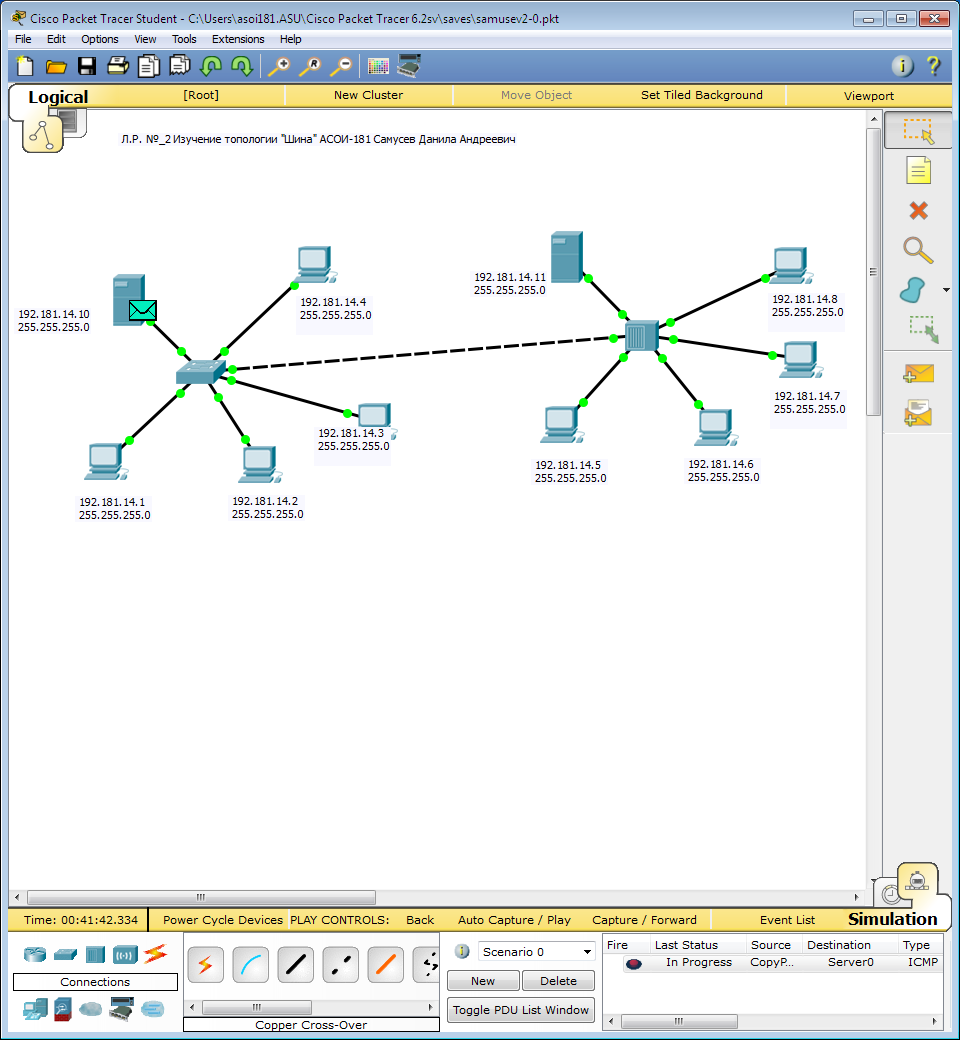 Cisco Packet Tracer Student - C:\Users\asoi181.ASU\Cisco Packet Tracer 6.2sv\saves\samusev2-0.pkt
File Edit Options View Tools Extensions Help
Logical [Root] New Cluster Move Object Set Tiled Background Viewport
Л.Р. №_2 Изучение топологии "Шина" АСОИ-181 Самусев Данила Андреевич
192.181.14.10
255.255.255.0
192.181.14.4
255.255.255.0
192.181.14.11
255.255.255.0
192.181.14.8
255.255.255.0
192.181.14.7
255.255.255.0
192.181.14.3
255.255.255.0
192.181.14.1
255.255.255.0
192.181.14.2
255.255.255.0
192.181.14.5
255.255.255.0
192.181.14.6
255.255.255.0
Time: 00:41:42.334 Power Cycle Devices PLAY CONTROLS: Back Auto Capture / Play Capture / Forward Event List Simulation
Connections
Copper Cross-Over
Scenario 0
New Delete
Toggle PDU List Window
Fire Last Status Source Destination Type
In Progress CopyP... Server0 ICMP